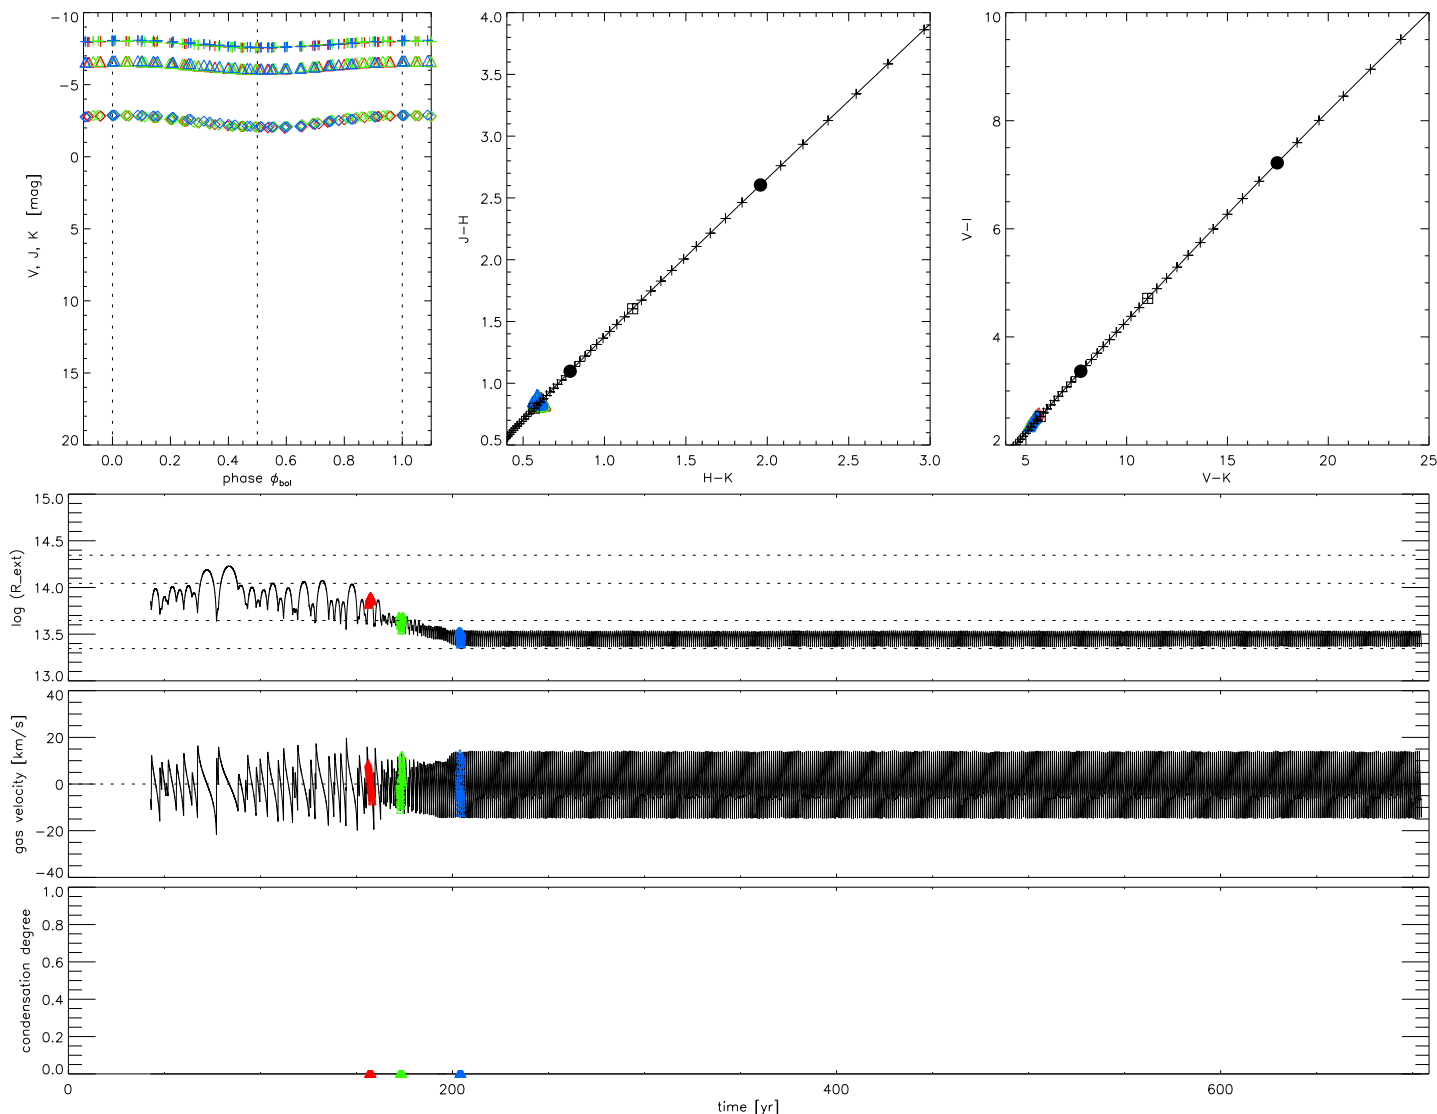 -10
-5
0
5
10
15
20
V, J, K [mag]
0.0 0.2 0.4 0.6 0.8 1.0
phase ϕbol
4.0
3.5
3.0
2.5
2.0
1.5
1.0
0.5
J-H
0.5 1.0 1.5 2.0 2.5 3.0
H-K
10
8
6
4
2
V-I
5 10 15 20 25
V-K
15.0
14.5
14.0
13.5
13.0
log (R_ext)
40
20
0
-20
-40
gas velocity [km/s]
1.0
0.8
0.6
0.4
0.2
0.0
condensation degree
0 200 400 600
time [yr]